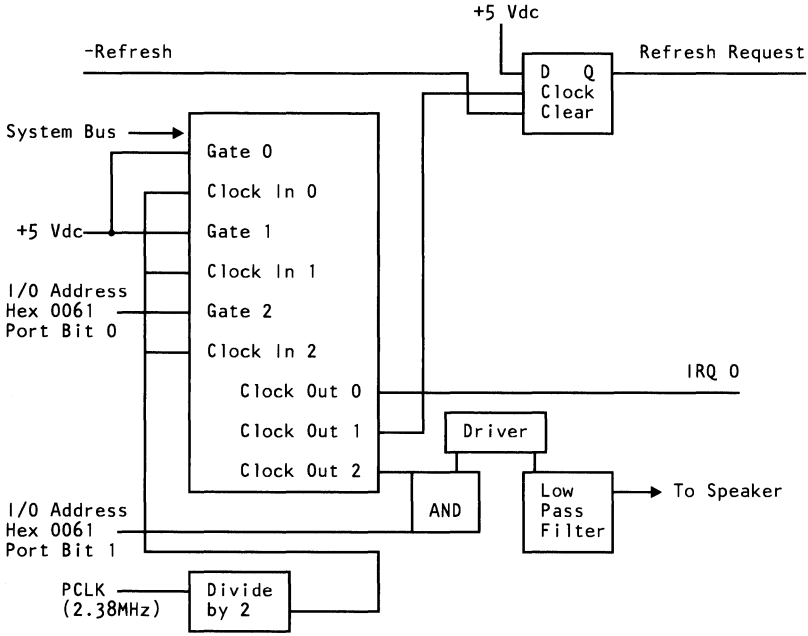 +5 Vdc
-Refresh
Refresh Request
D Q
Clock
Clear
System Bus
Gate 0
Clock In 0
+5 Vdc
Gate 1
Clock In 1
I/O Address
Hex 0061
Port Bit 0
Gate 2
Clock In 2
Clock Out 0
IRQ 0
Clock Out 1
Driver
Clock Out 2
AND
Low
Pass
Filter
To Speaker
I/O Address
Hex 0061
Port Bit 1
PCLK
(2.38MHz)
Divide
by 2